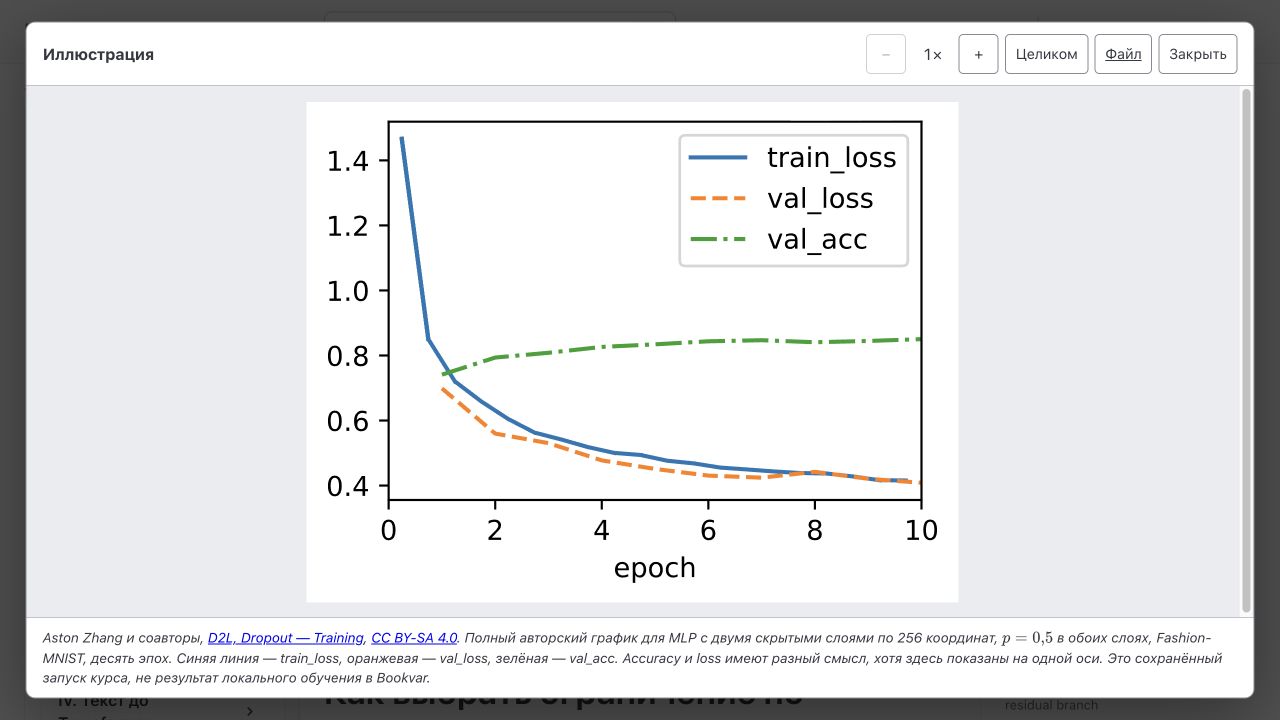 Иллюстрация
− 1× + Целиком Файл Закрыть
train_loss
val_loss
val_acc
1.4
1.2
1.0
0.8
0.6
0.4
0 2 4 6 8 10
epoch
Aston Zhang и соавторы, D2L, Dropout — Training, CC BY-SA 4.0. Полный авторский график для MLP с двумя скрытыми слоями по 256 координат, p = 0,5 в обоих слоях, Fashion-
MNIST, десять эпох. Синяя линия — train_loss, оранжевая — val_loss, зелёная — val_acc. Accuracy и loss имеют разный смысл, хотя здесь показаны на одной оси. Это сохранённый
запуск курса, не результат локального обучения в Bookvar.
IV. Текст до
residual branch